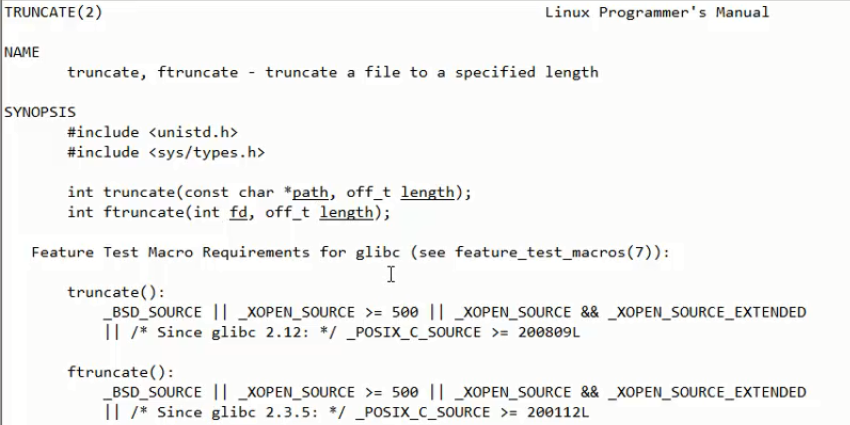 TRUNCATE(2) Linux Programmer's Manual
NAME
truncate, ftruncate - truncate a file to a specified length
SYNOPSIS
#include <unistd.h>
#include <sys/types.h>
int truncate(const char *path, off_t length);
int ftruncate(int fd, off_t length);
Feature Test Macro Requirements for glibc (see feature_test_macros(7)):
truncate():
_BSD_SOURCE || _XOPEN_SOURCE >= 500 || _XOPEN_SOURCE && _XOPEN_SOURCE_EXTENDED
|| /* Since glibc 2.12: */ _POSIX_C_SOURCE >= 200809L
ftruncate():
_BSD_SOURCE || _XOPEN_SOURCE >= 500 || _XOPEN_SOURCE && _XOPEN_SOURCE_EXTENDED
|| /* Since glibc 2.3.5: */ _POSIX_C_SOURCE >= 200112L